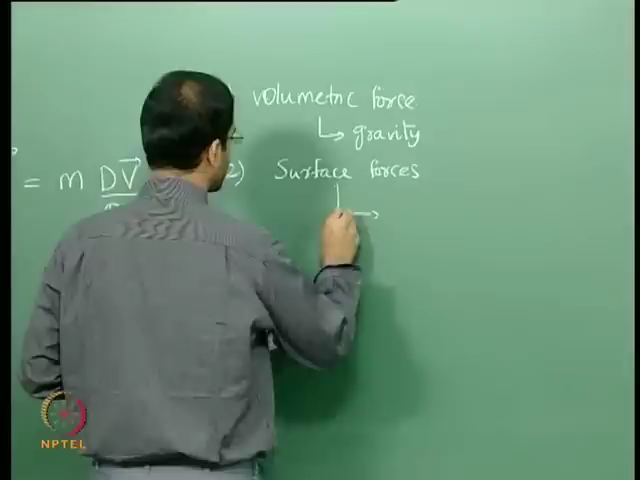 volumetric force
↳ gravity
= m DV⃗
2) Surface forces
NPTEL